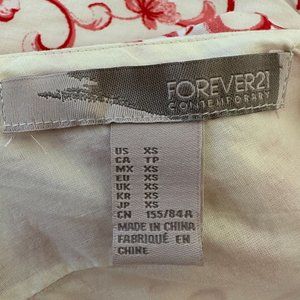 FOREVER21
CONTEMPORARY
US XS
CA TP
MX XS
EU XS
UK XS
KR XS
JP XS
CN 155/84A
MADE IN CHINA
FABRIQUÉ EN
CHINE